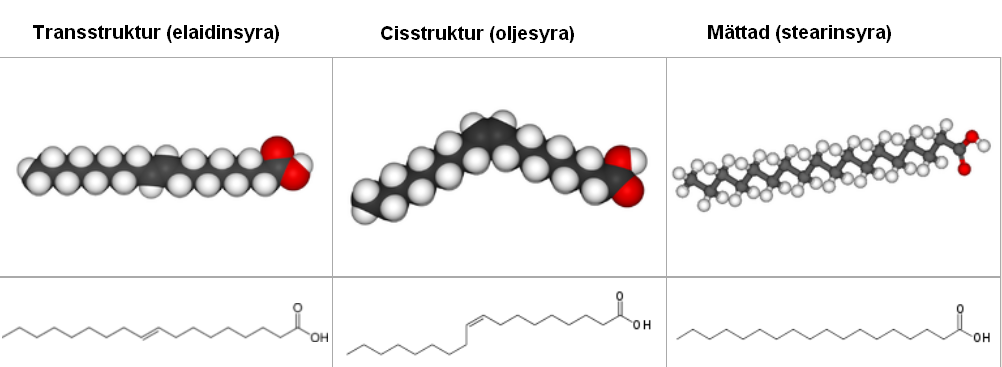 Transstruktur (elaidinsyra)
Cisstruktur (oljesyra)
Mättad (stearinsyra)
O
OH
O
OH
O
OH